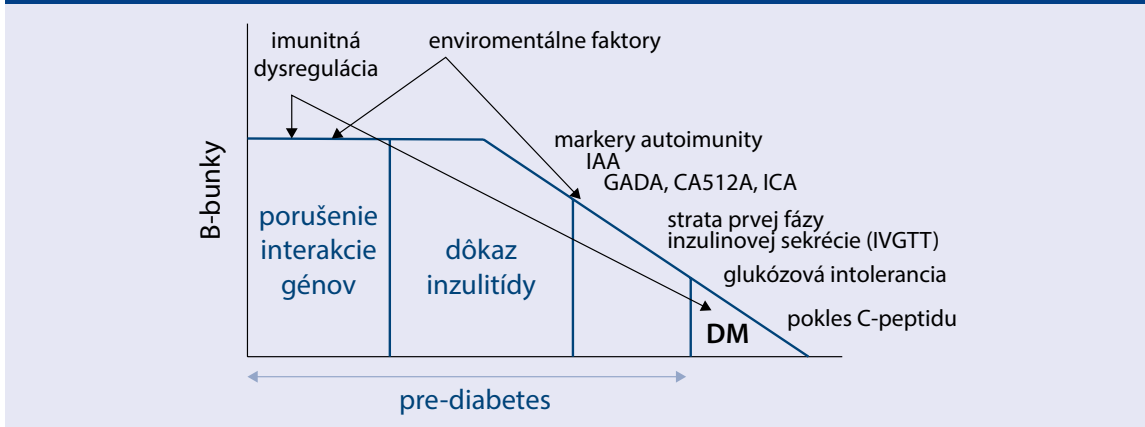 imunitná
dysregulácia
enviromentálne faktory
B-bunky
markery autoimunity
IAA
GADA, CA512A, ICA
strata prvej fázy
inzulinovej sekrécie (IVGTT)
glukózová intolerancia
pokles C-peptidu
porušenie
interakcie
génov
dôkaz
inzulitídy
DM
pre-diabetes